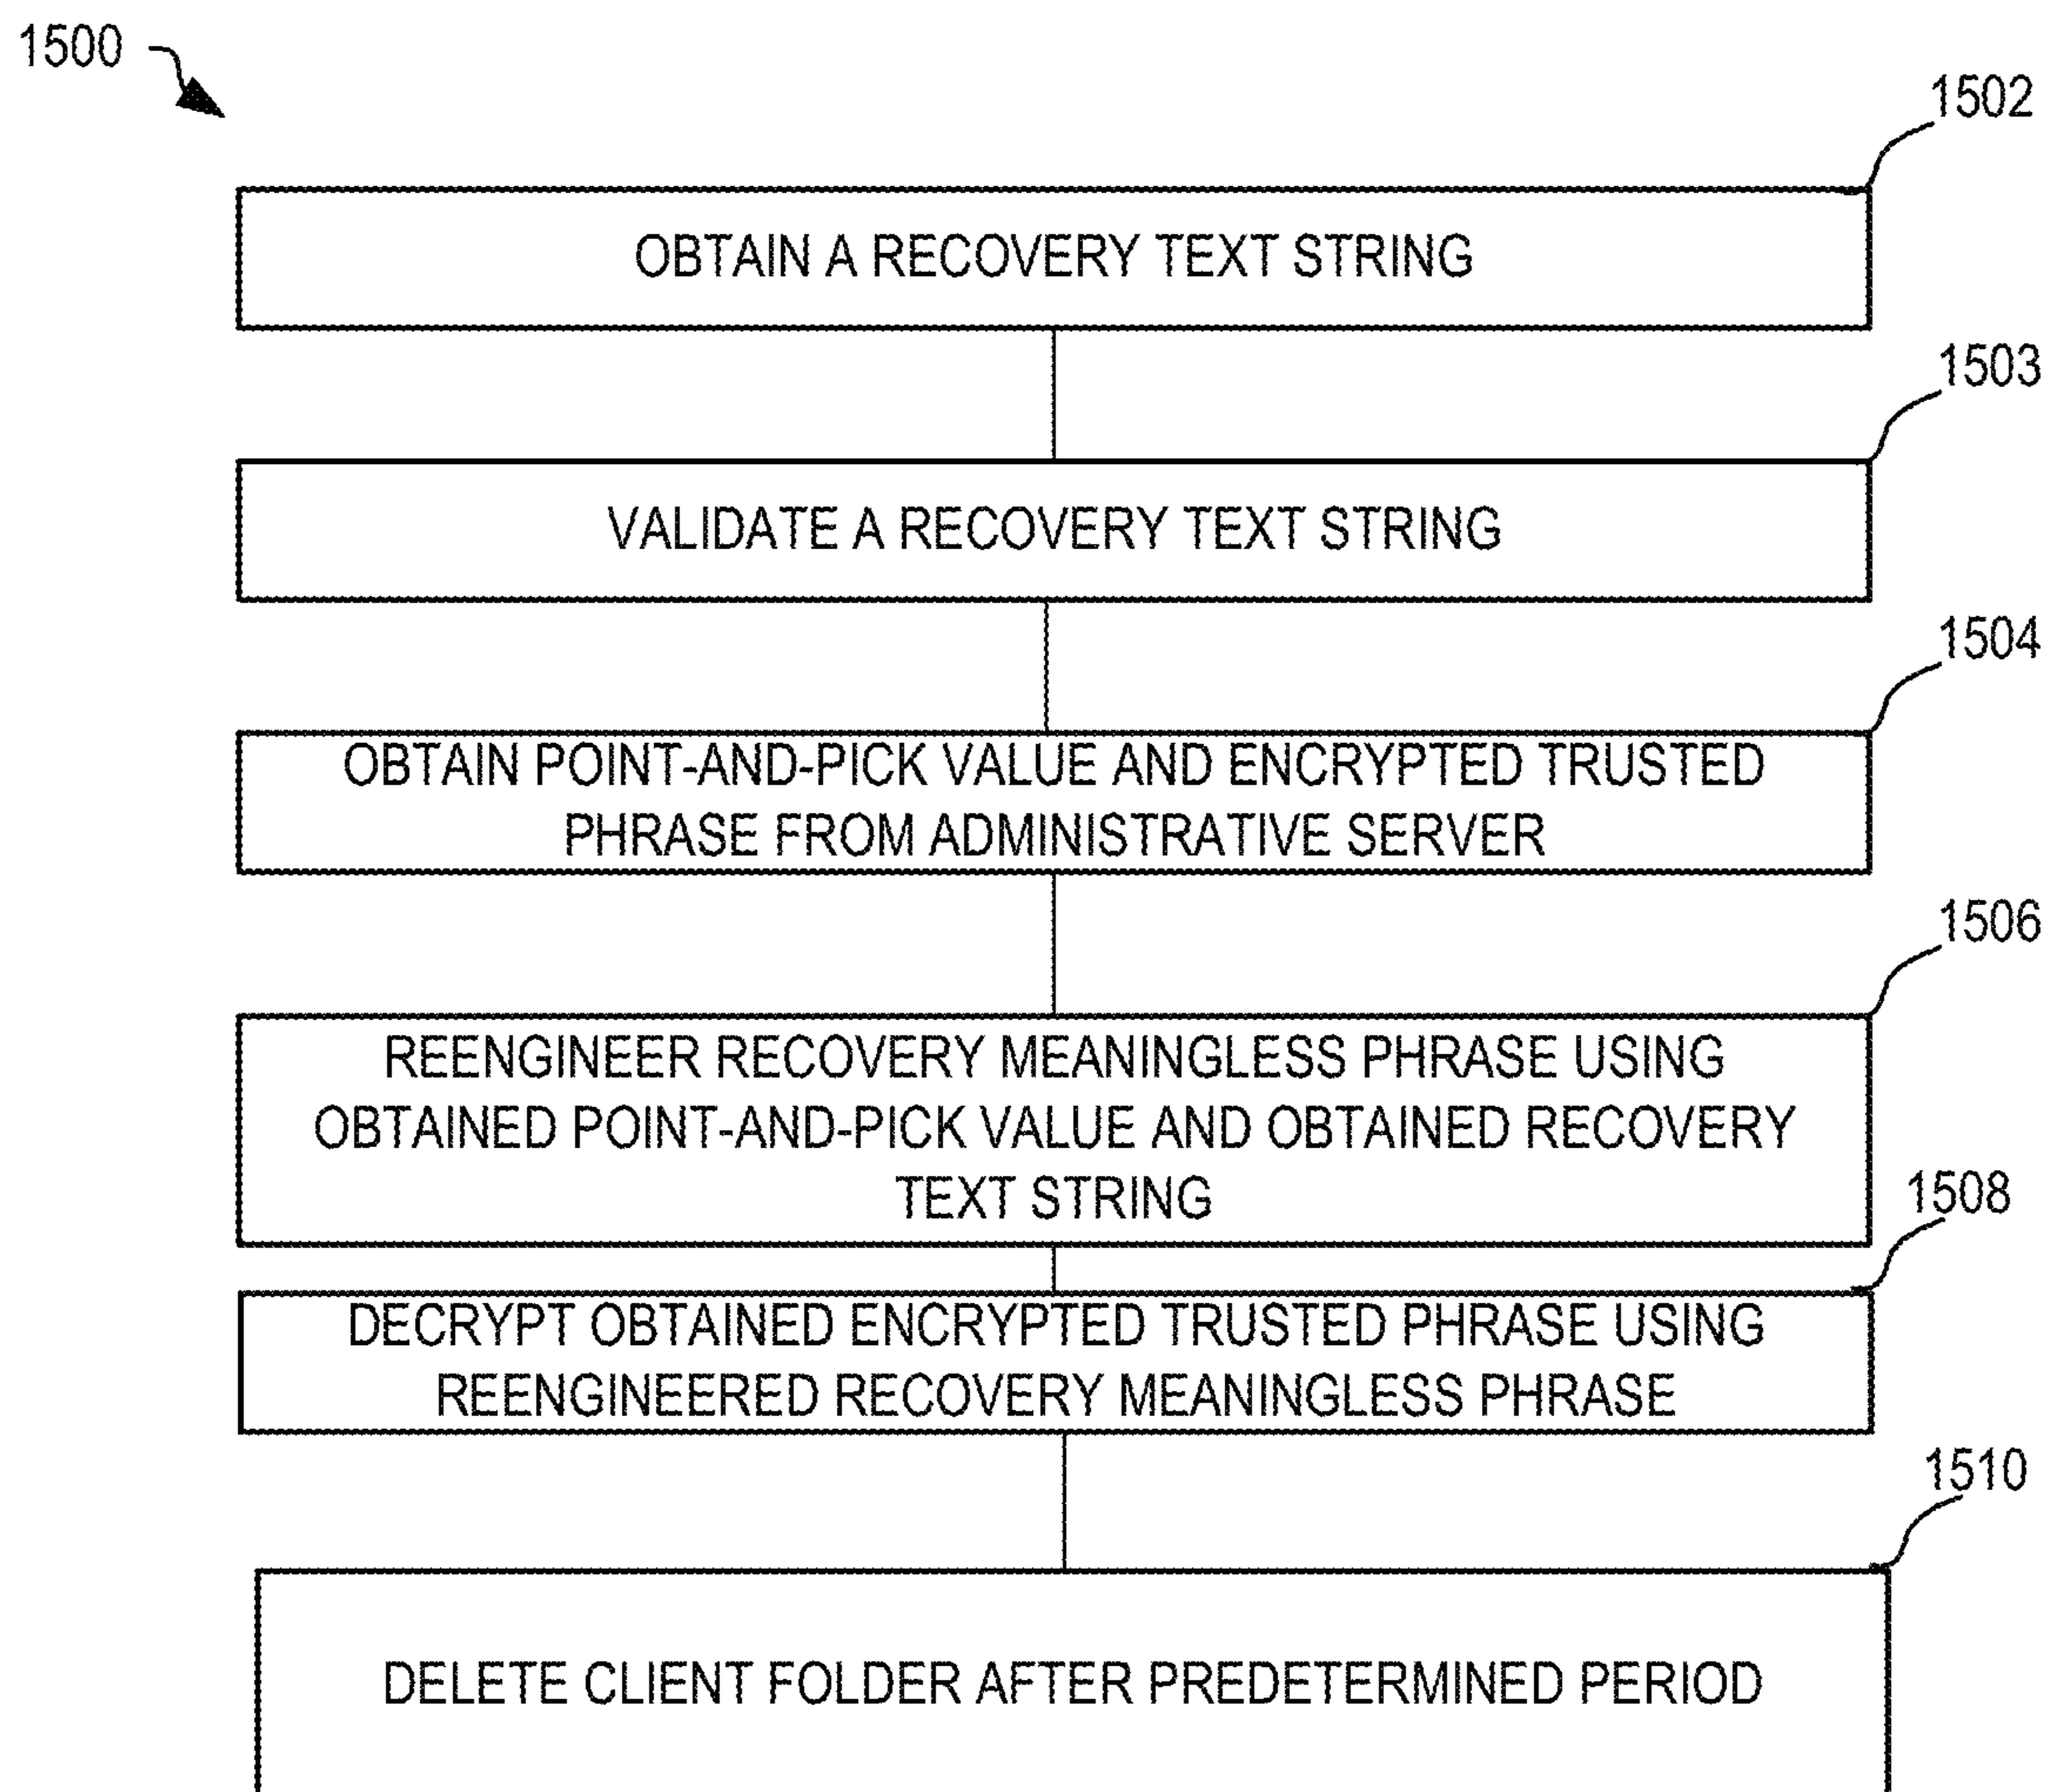 1500
1502
OBTAIN A RECOVERY TEXT STRING
1503
VALIDATE A RECOVERY TEXT STRING
1504
OBTAIN POINT-AND-PICK VALUE AND ENCRYPTED TRUSTED
PHRASE FROM ADMINISTRATIVE SERVER
1506
REENGINEER RECOVERY MEANINGLESS PHRASE USING
OBTAINED POINT-AND-PICK VALUE AND OBTAINED RECOVERY
TEXT STRING
1508
DECRYPT OBTAINED ENCRYPTED TRUSTED PHRASE USING
REENGINEERED RECOVERY MEANINGLESS PHRASE
1510
DELETE CLIENT FOLDER AFTER PREDETERMINED PERIOD